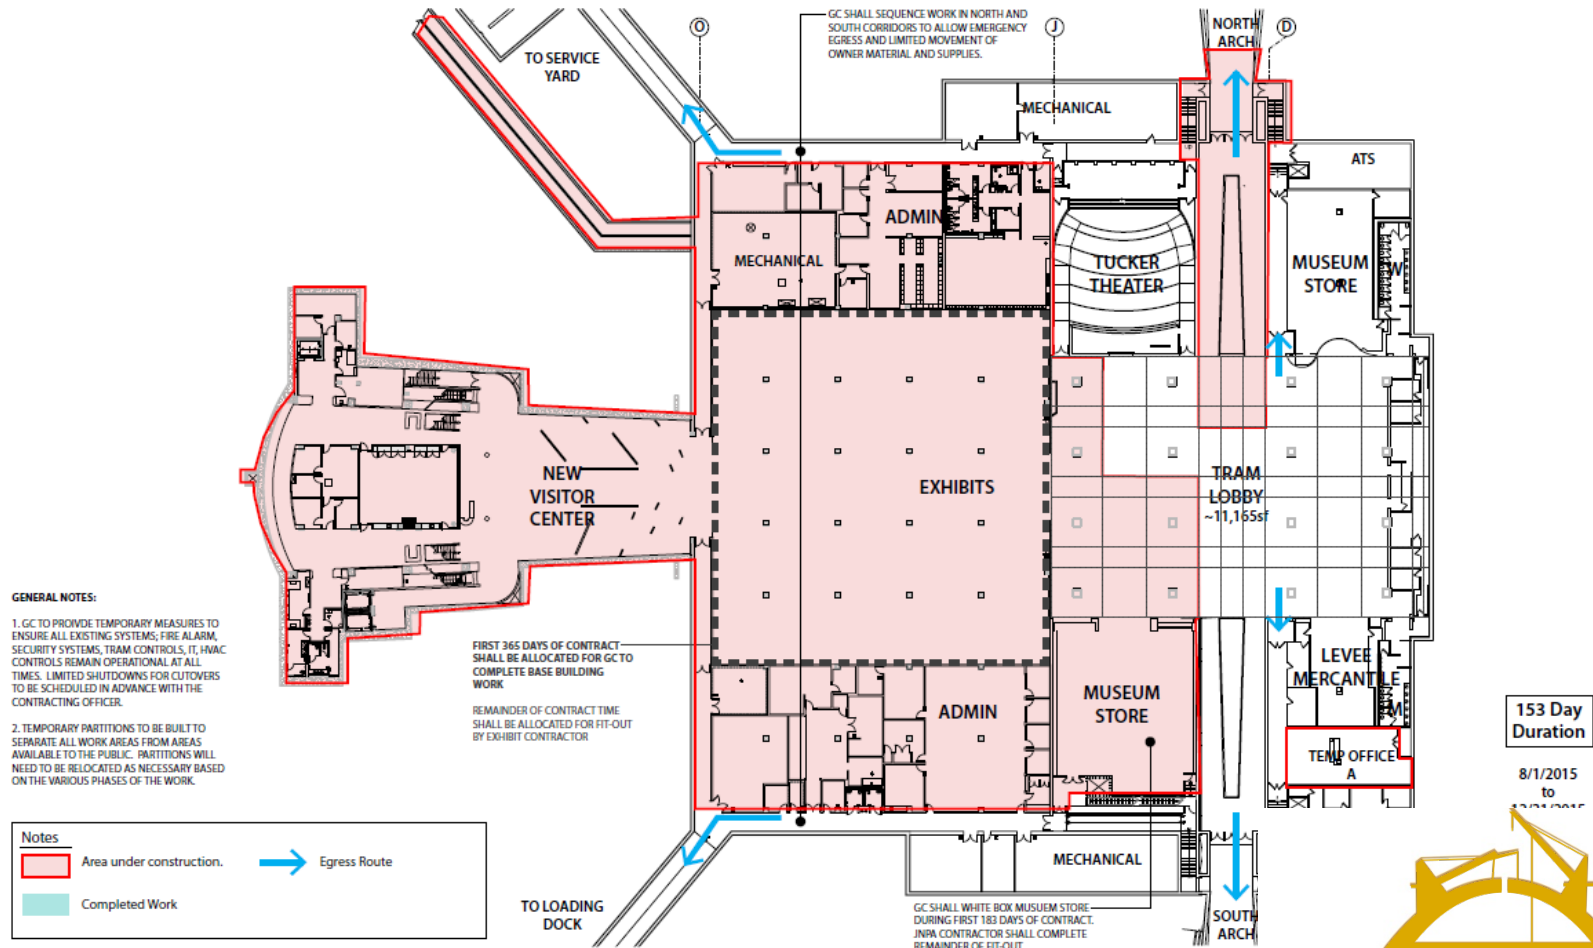 GC SHALL SEQUENCE WORK IN NORTH AND
SOUTH CORRIDORS TO ALLOW EMERGENCY
EGRESS AND LIMITED MOVEMENT OF
OWNER MATERIAL AND SUPPLIES.
O
J
D
NORTH
ARCH
TO SERVICE
YARD
MECHANICAL
ATS
ADMIN
MECHANICAL
TUCKER
THEATER
MUSEUM
STORE
W
NEW
VISITOR
CENTER
EXHIBITS
TRAM
LOBBY
~11,165sf
GENERAL NOTES:
1. GC TO PROIVDE TEMPORARY MEASURES TO
ENSURE ALL EXISTING SYSTEMS; FIRE ALARM,
SECURITY SYSTEMS, TRAM CONTROLS, IT, HVAC
CONTROLS REMAIN OPERATIONAL AT ALL
TIMES. LIMITED SHUTDOWNS FOR CUTOVERS
TO BE SCHEDULED IN ADVANCE WITH THE
CONTRACTING OFFICER.
2. TEMPORARY PARTITIONS TO BE BUILT TO
SEPARATE ALL WORK AREAS FROM AREAS
AVAILABLE TO THE PUBLIC. PARTITIONS WILL
NEED TO BE RELOCATED AS NECESSARY BASED
ON THE VARIOUS PHASES OF THE WORK.
FIRST 365 DAYS OF CONTRACT
SHALL BE ALLOCATED FOR GC TO
COMPLETE BASE BUILDING
WORK
REMAINDER OF CONTRACT TIME
SHALL BE ALLOCATED FOR FIT-OUT
BY EXHIBIT CONTRACTOR
ADMIN
MUSEUM
STORE
LEVEE
MERCANTILE
M
TEMP OFFICE
A
153 Day
Duration
8/1/2015
to
12/31/2015
Notes
Area under construction.
Egress Route
Completed Work
TO LOADING
DOCK
MECHANICAL
GC SHALL WHITE BOX MUSUEM STORE
DURING FIRST 183 DAYS OF CONTRACT.
JNPA CONTRACTOR SHALL COMPLETE
REMAINDER OF FIT-OUT
SOUTH
ARCH